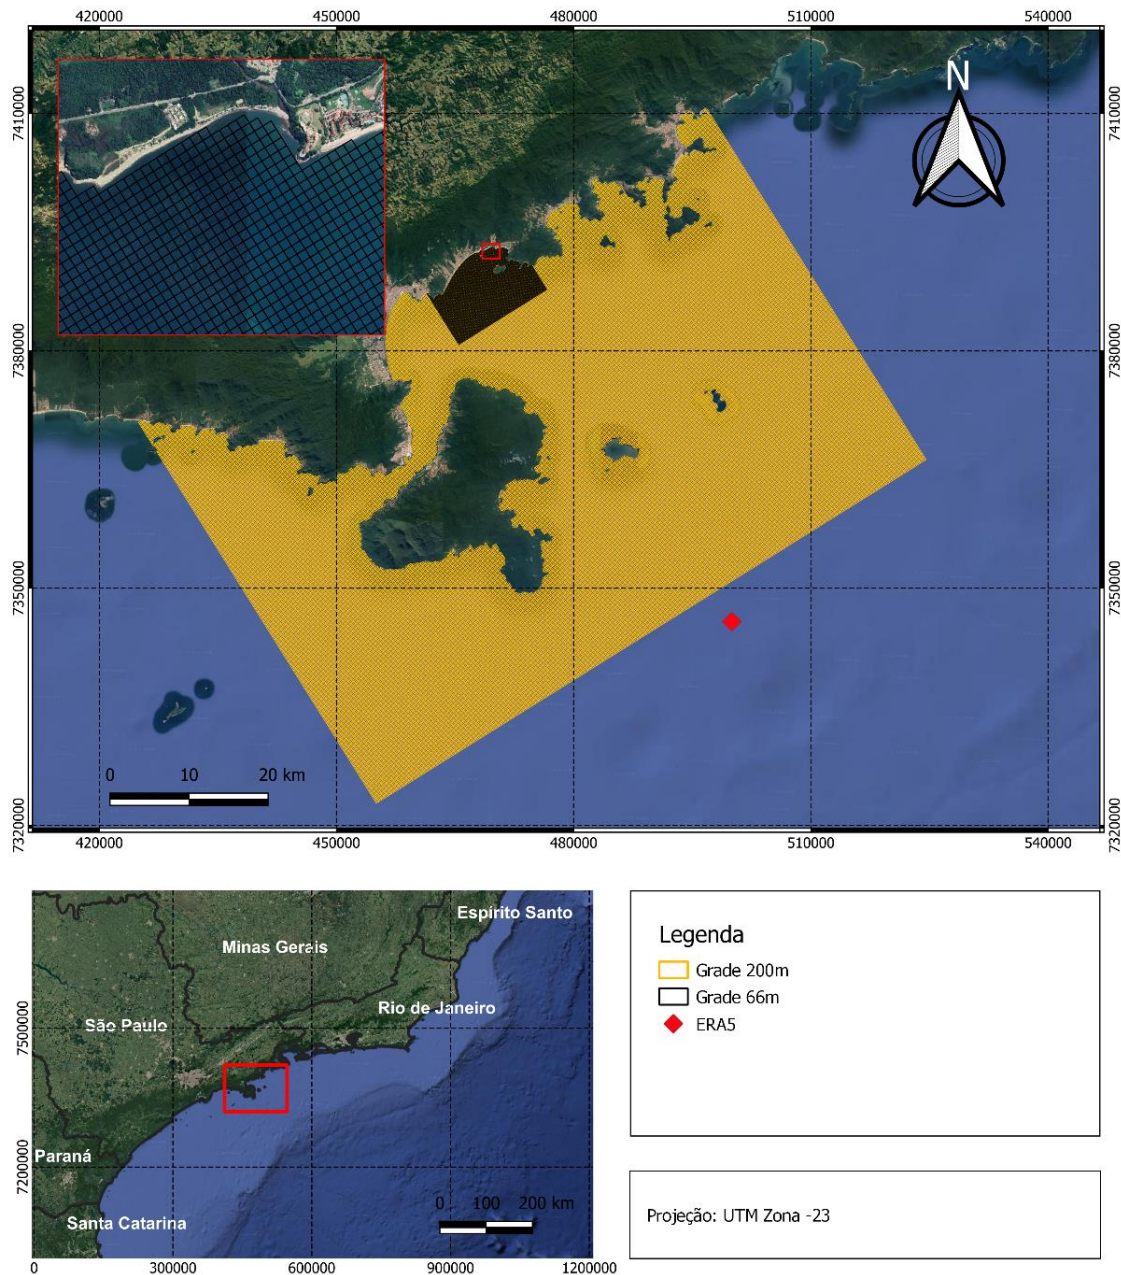 420000 450000 480000 510000 540000
N
7410000 7410000
7380000 7380000
7350000 7350000
7320000 7320000
0 10 20 km
420000 450000 480000 510000 540000
Espírito Santo
Minas Gerais
Rio de Janeiro
São Paulo
7500000
Paraná
7200000
0 100 200 km
Santa Catarina
0 300000 600000 900000 1200000
Legenda
Grade 200m
Grade 66m
ERA5
Projeção: UTM Zona -23